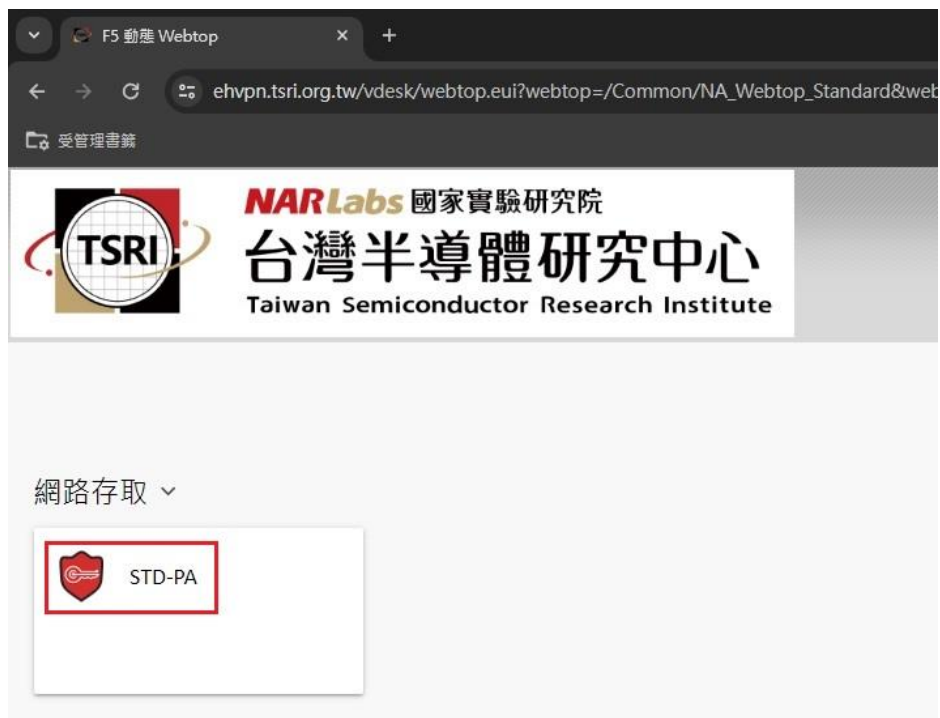 F5 動態 Webtop
ehvpn.tsri.org.tw/vdesk/webtop.eui?webtop=/Common/NA_Webtop_Standard&web
受管理書籤
TSRI
NARLabs 國家實驗研究院
台灣半導體研究中心
Taiwan Semiconductor Research Institute
網路存取
STD-PA